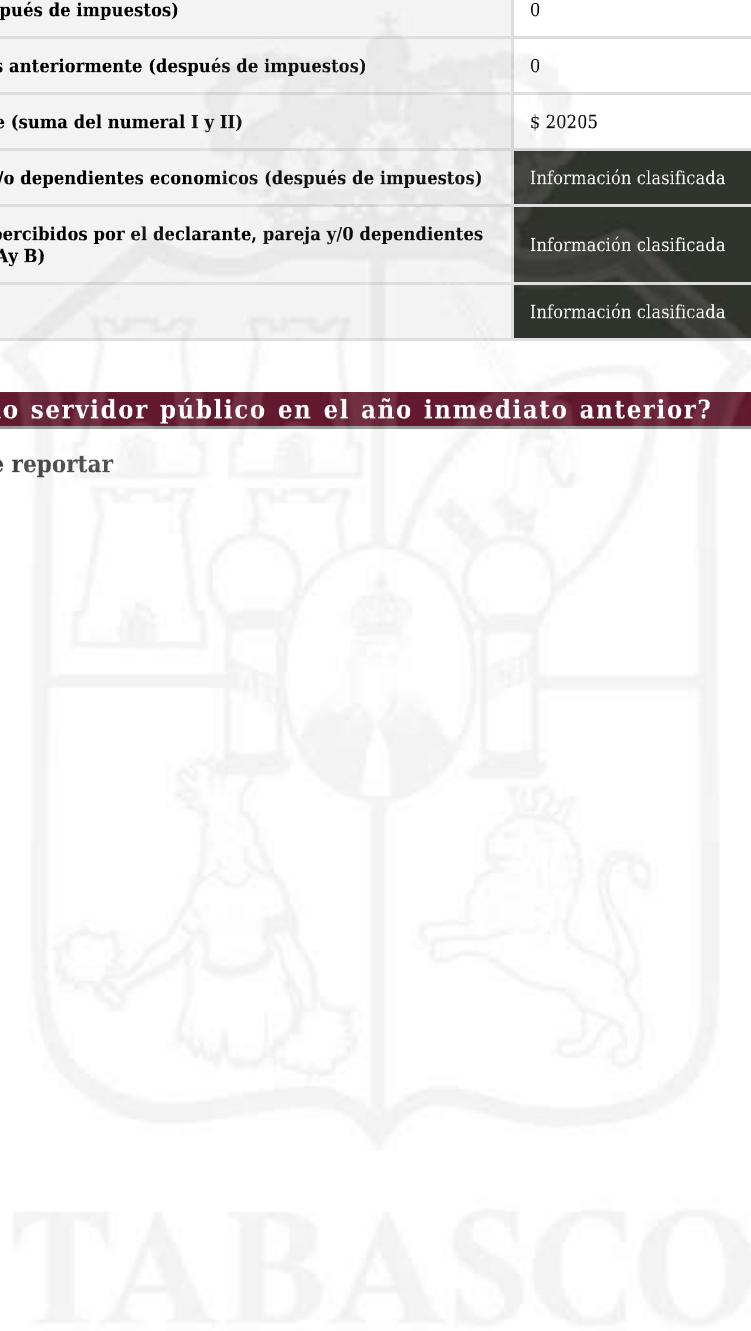 pués de impuestos)
0
s anteriormente (después de impuestos)
0
e (suma del numeral I y II)
$ 20205
/o dependientes economicos (después de impuestos)
Información clasificada
percibidos por el declarante, pareja y/0 dependientes
Ay B)
Información clasificada
Información clasificada
o servidor público en el año inmediato anterior?
e reportar
TABASCO